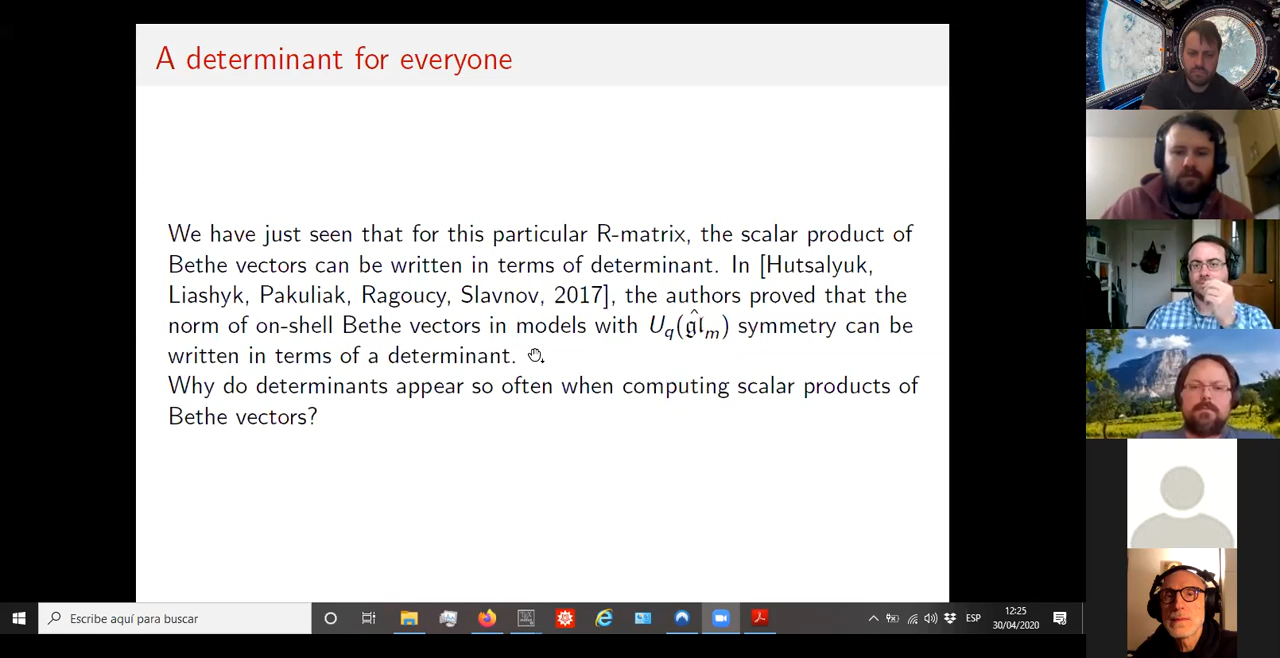 A determinant for everyone
We have just seen that for this particular R-matrix, the scalar product of
Bethe vectors can be written in terms of determinant. In [Hutsalyuk,
Liashyk, Pakuliak, Ragoucy, Slavnov, 2017], the authors proved that the
norm of on-shell Bethe vectors in models with U_q(\hat{𝔤𝔩}_m) symmetry can be
written in terms of a determinant.
Why do determinants appear so often when computing scalar products of
Bethe vectors?
Escribe aquí para buscar
ESP
12:25
30/04/2020